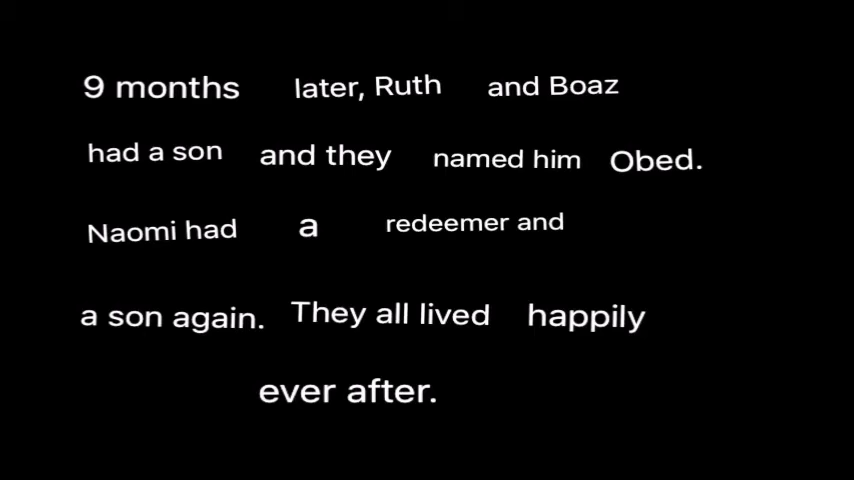 9 months later, Ruth and Boaz
had a son and they named him Obed.
Naomi had a redeemer and
a son again. They all lived happily
ever after.